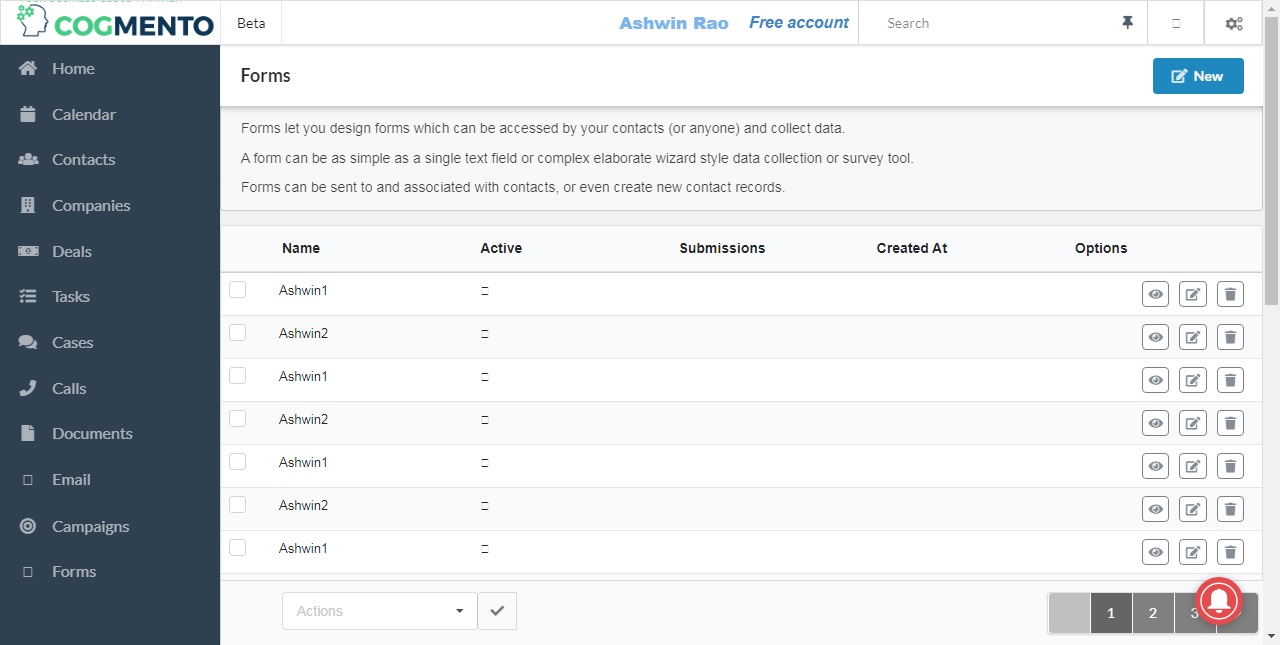 COGMENTO
Beta
Ashwin Rao
Free account
Search
Home
Calendar
Contacts
Companies
Deals
Tasks
Cases
Calls
Documents
Email
Campaigns
Forms
Forms
New
Forms let you design forms which can be accessed by your contacts (or anyone) and collect data.
A form can be as simple as a single text field or complex elaborate wizard style data collection or survey tool.
Forms can be sent to and associated with contacts, or even create new contact records.
Name Active Submissions Created At Options
Ashwin1
Ashwin2
Ashwin1
Ashwin2
Ashwin1
Ashwin2
Ashwin1
Actions
1 2 3